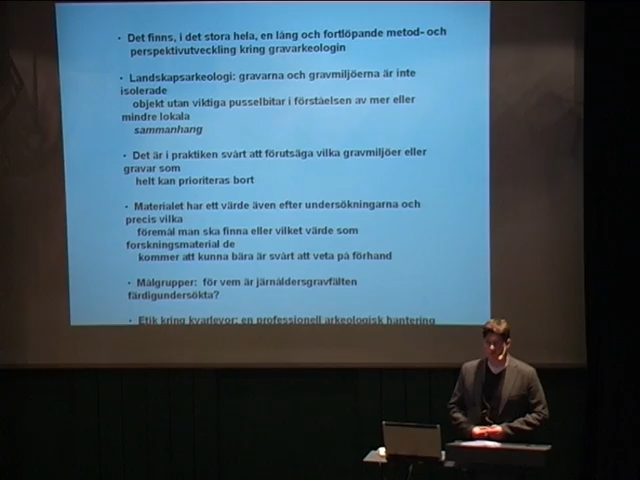 · Det finns, i det stora hela, en lång och fortlöpande metod- och
perspektivutveckling kring gravarkeologin
· Landskapsarkeologi: gravarna och gravmiljöerna är inte
isolerade
objekt utan viktiga pusselbitar i förståelsen av mer eller
mindre lokala
sammanhang
· Det är i praktiken svårt att förutsäga vilka gravmiljöer eller
gravar som
helt kan prioriteras bort
· Materialet har ett värde även efter undersökningarna och
precis vilka
föremål man ska finna eller vilket värde som
forskningsmaterial de
kommer att kunna bära är svårt att veta på förhand
· Målgrupper: för vem är järnåldersgravfälten
färdigundersökta?
· Etik kring kvarlevor: en professionell arkeologisk hantering